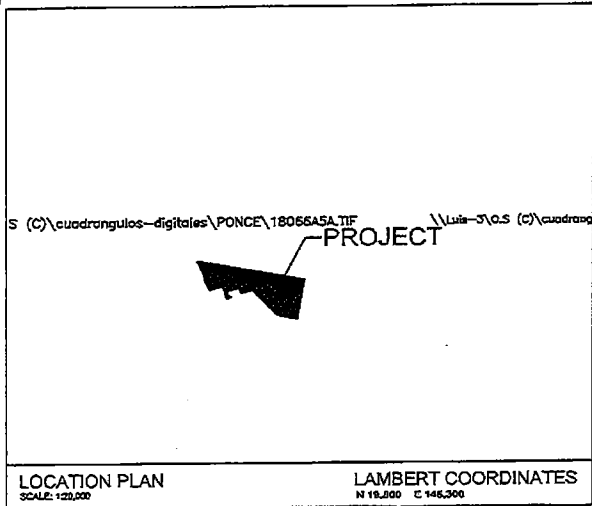 S (C)\cuadrangulos-digitales\PONCE\18066A5A.TIF \\Luis-3\O.S (C)\cuadrang
PROJECT
LOCATION PLAN
SCALE: 1:20,000
LAMBERT COORDINATES
N 19,800 E 145,300